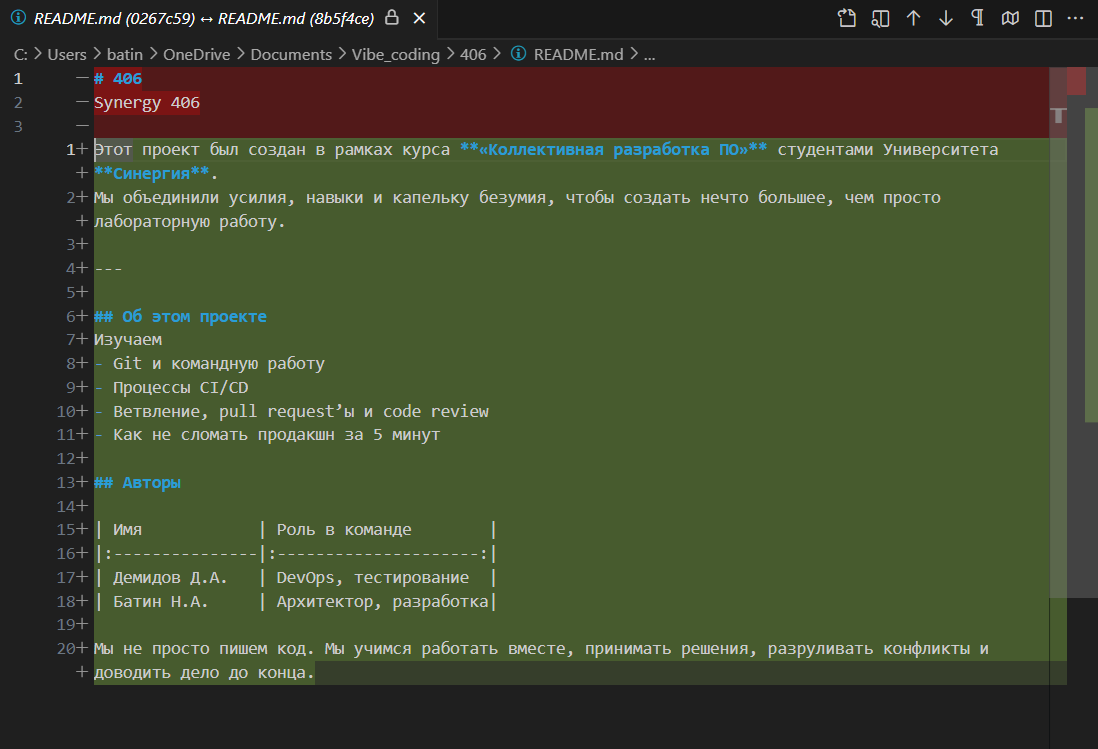 README.md (0267c59) ↔ README.md (8b5f4ce)
C: > Users > batin > OneDrive > Documents > Vibe_coding > 406 > README.md > ...
1 — # 406
2 — Synergy 406
3 —
1+ Этот проект был создан в рамках курса **«Коллективная разработка ПО»** студентами Университета
+ **Синергия**.
2+ Мы объединили усилия, навыки и капельку безумия, чтобы создать нечто большее, чем просто
+ лабораторную работу.
3+
4+ ---
5+
6+ ## Об этом проекте
7+ Изучаем
8+ - Git и командную работу
9+ - Процессы CI/CD
10+ - Ветвление, pull request’ы и code review
11+ - Как не сломать продакшн за 5 минут
12+
13+ ## Авторы
14+
15+ | Имя            | Роль в команде        |
16+ |:---------------|:---------------------:|
17+ | Демидов Д.А.   | DevOps, тестирование  |
18+ | Батин Н.А.     | Архитектор, разработка|
19+
20+ Мы не просто пишем код. Мы учимся работать вместе, принимать решения, разруливать конфликты и
+ доводить дело до конца.